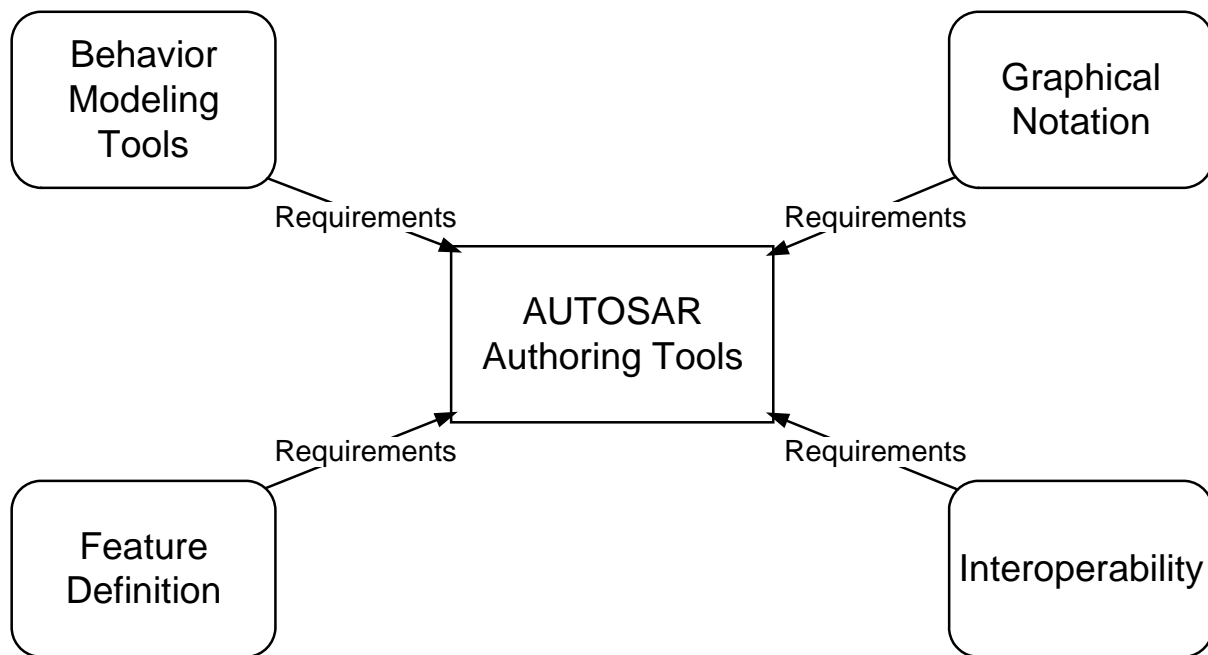 Behavior
Modeling
Tools
Graphical
Notation
Requirements
Requirements
AUTOSAR
Authoring Tools
Requirements
Requirements
Feature
Definition
Interoperability